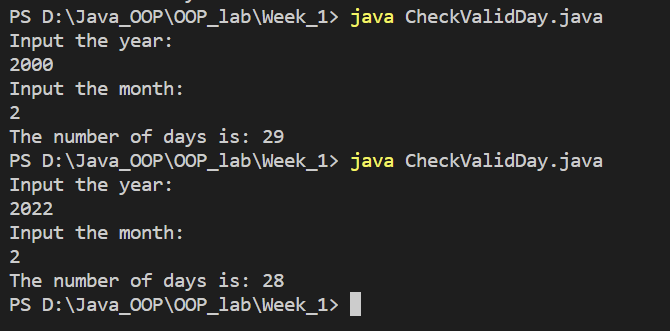 PS D:\Java_OOP\OOP_lab\Week_1> java CheckValidDay.java
Input the year:
2000
Input the month:
2
The number of days is: 29
PS D:\Java_OOP\OOP_lab\Week_1> java CheckValidDay.java
Input the year:
2022
Input the month:
2
The number of days is: 28
PS D:\Java_OOP\OOP_lab\Week_1>